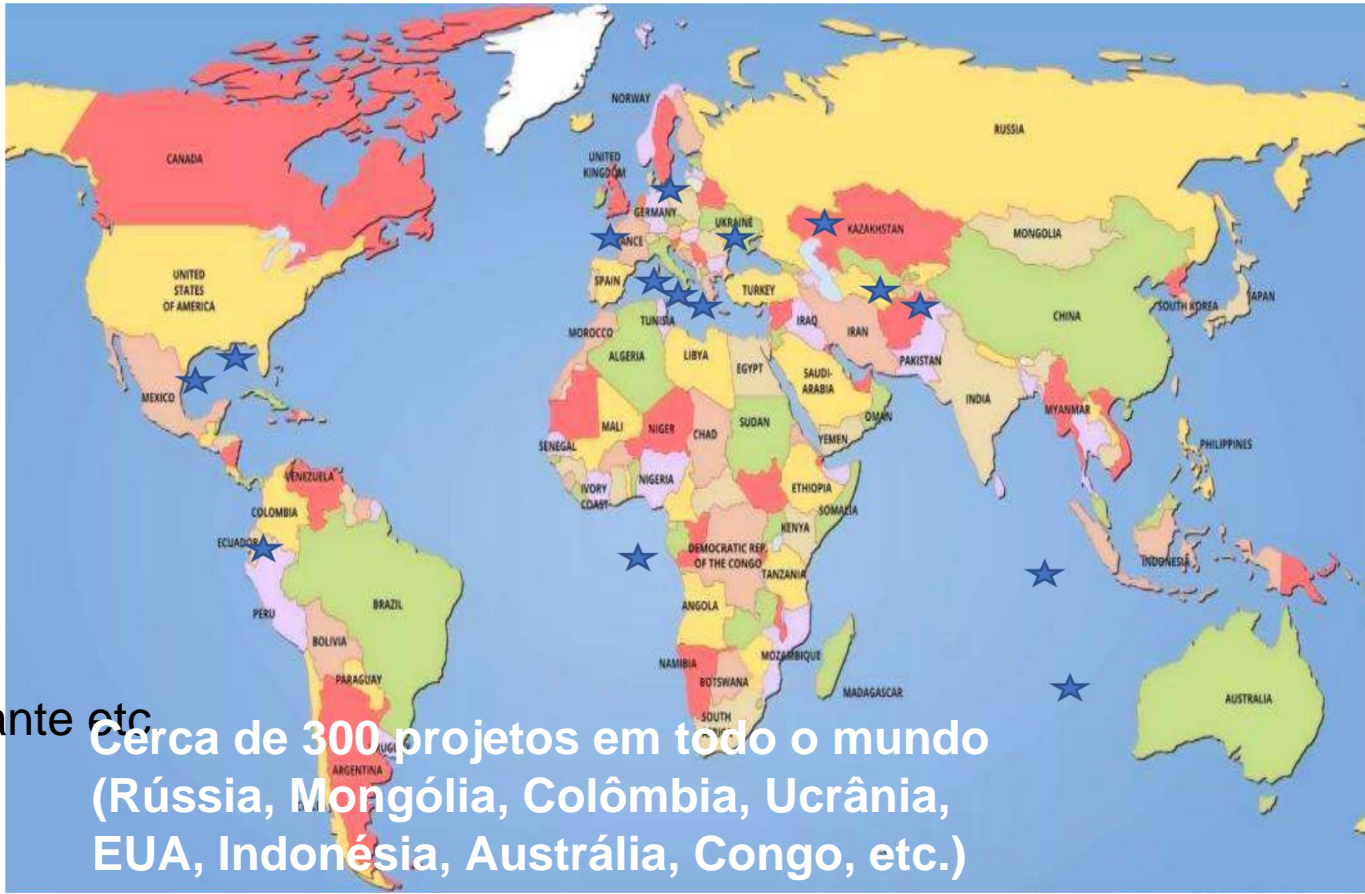 NORWAY
RUSSIA
CANADA
UNITED
KINGDOM
GERMANY
UKRAINE
KAZAKHSTAN
MONGOLIA
ANCE
UNITED
STATES
OF AMERICA
SPAIN
TURKEY
SOUTH KOREA
JAPAN
CHINA
TUNISIA
MOROCCO
IRAQ
IRAN
ALGERIA
LIBYA
EGYPT
PAKISTAN
SAUDI-
ARABIA
MEXICO
INDIA
OMAN
MYANMAR
MALI
NIGER
CHAD
SUDAN
YEMEN
SENEGAL
PHILIPPINES
VENEZUELA
NIGERIA
IVORY
COAST
ETHIOPIA
SOMALIA
COLOMBIA
KENYA
ECUADOR
DEMOCRATIC REP.
OF THE CONGO
INDONESIA
TANZANIA
BRAZIL
ANGOLA
PERU
BOLIVIA
MOZAMBIQUE
NAMIBIA
BOTSWANA
MADAGASCAR
PARAGUAY
AUSTRALIA
SOUTH
ARGENTINA
ante etc
Cerca de 300 projetos em todo o mundo
(Rússia, Mongólia, Colômbia, Ucrânia,
EUA, Indonésia, Austrália, Congo, etc.)